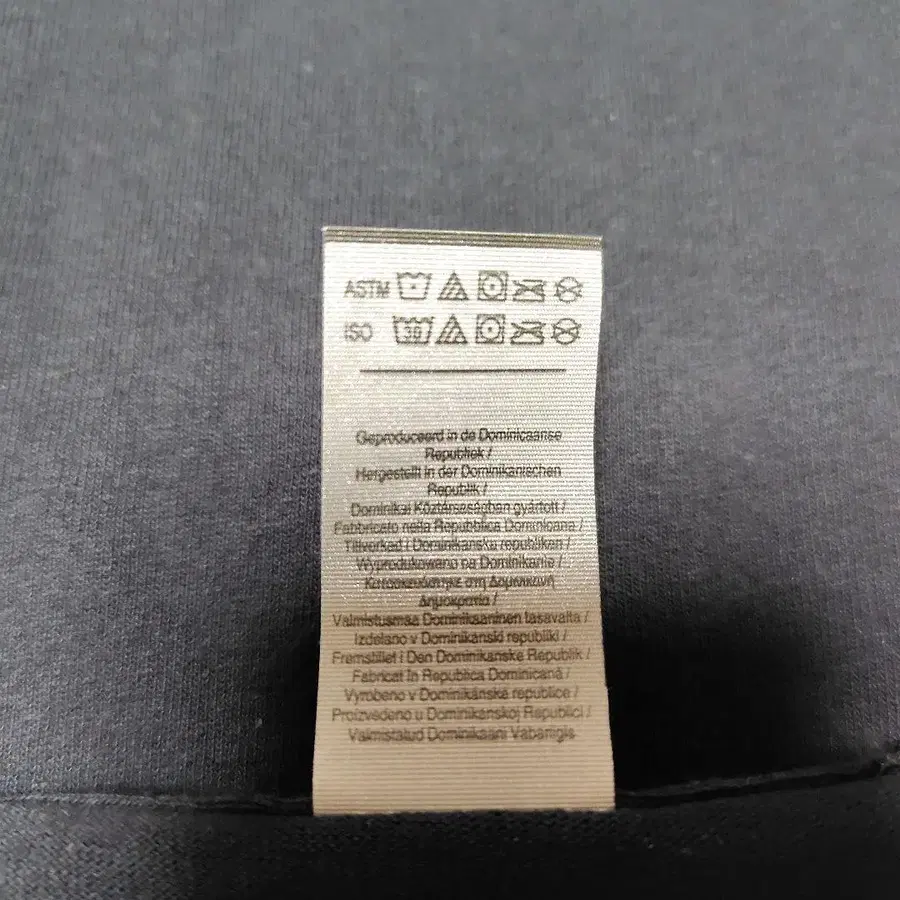 ASTM
ISO 30
Geproduceerd in de Dominicaanse
Republiek /
Hergestellt in der Dominikanischen
Republik /
Dominikai Köztársaságban gyártott /
Fabbricato nella Repubblica Dominicana /
Tillverkad i Dominikanska republiken /
Wyprodukowano na Dominikanie /
Κατασκευάστηκε στη Δομινικανή
Δημοκρατία /
Valmistusmaa Dominikaaninen tasavalta /
Izdelano v Dominikanski republiki /
Fremstillet i Den Dominikanske Republik /
Fabricat în Republica Dominicană /
Vyrobeno v Dominikánské republice /
Proizvedeno u Dominikanskoj Republici /
Valmistatud Dominikaani Vabariigis